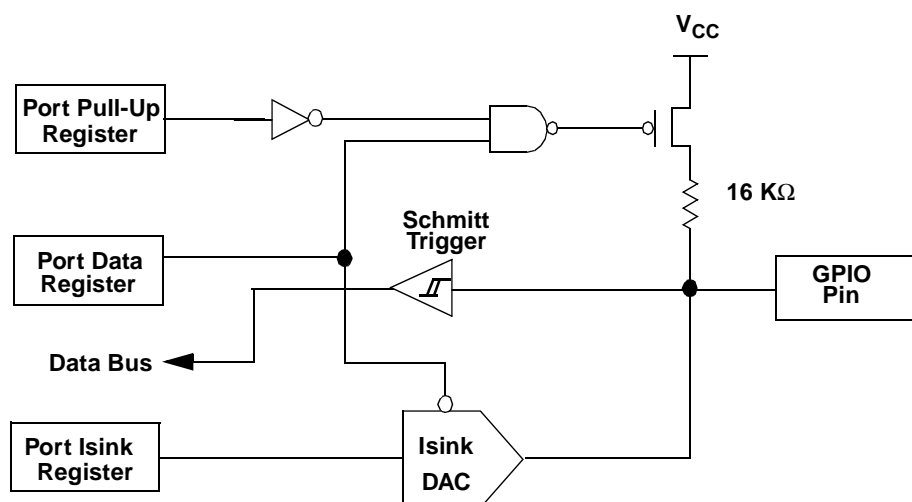 VCC
Port Pull-Up
Register
16 KΩ
Schmitt
Trigger
Port Data
Register
GPIO
Pin
Data Bus
Port Isink
Register
Isink
DAC